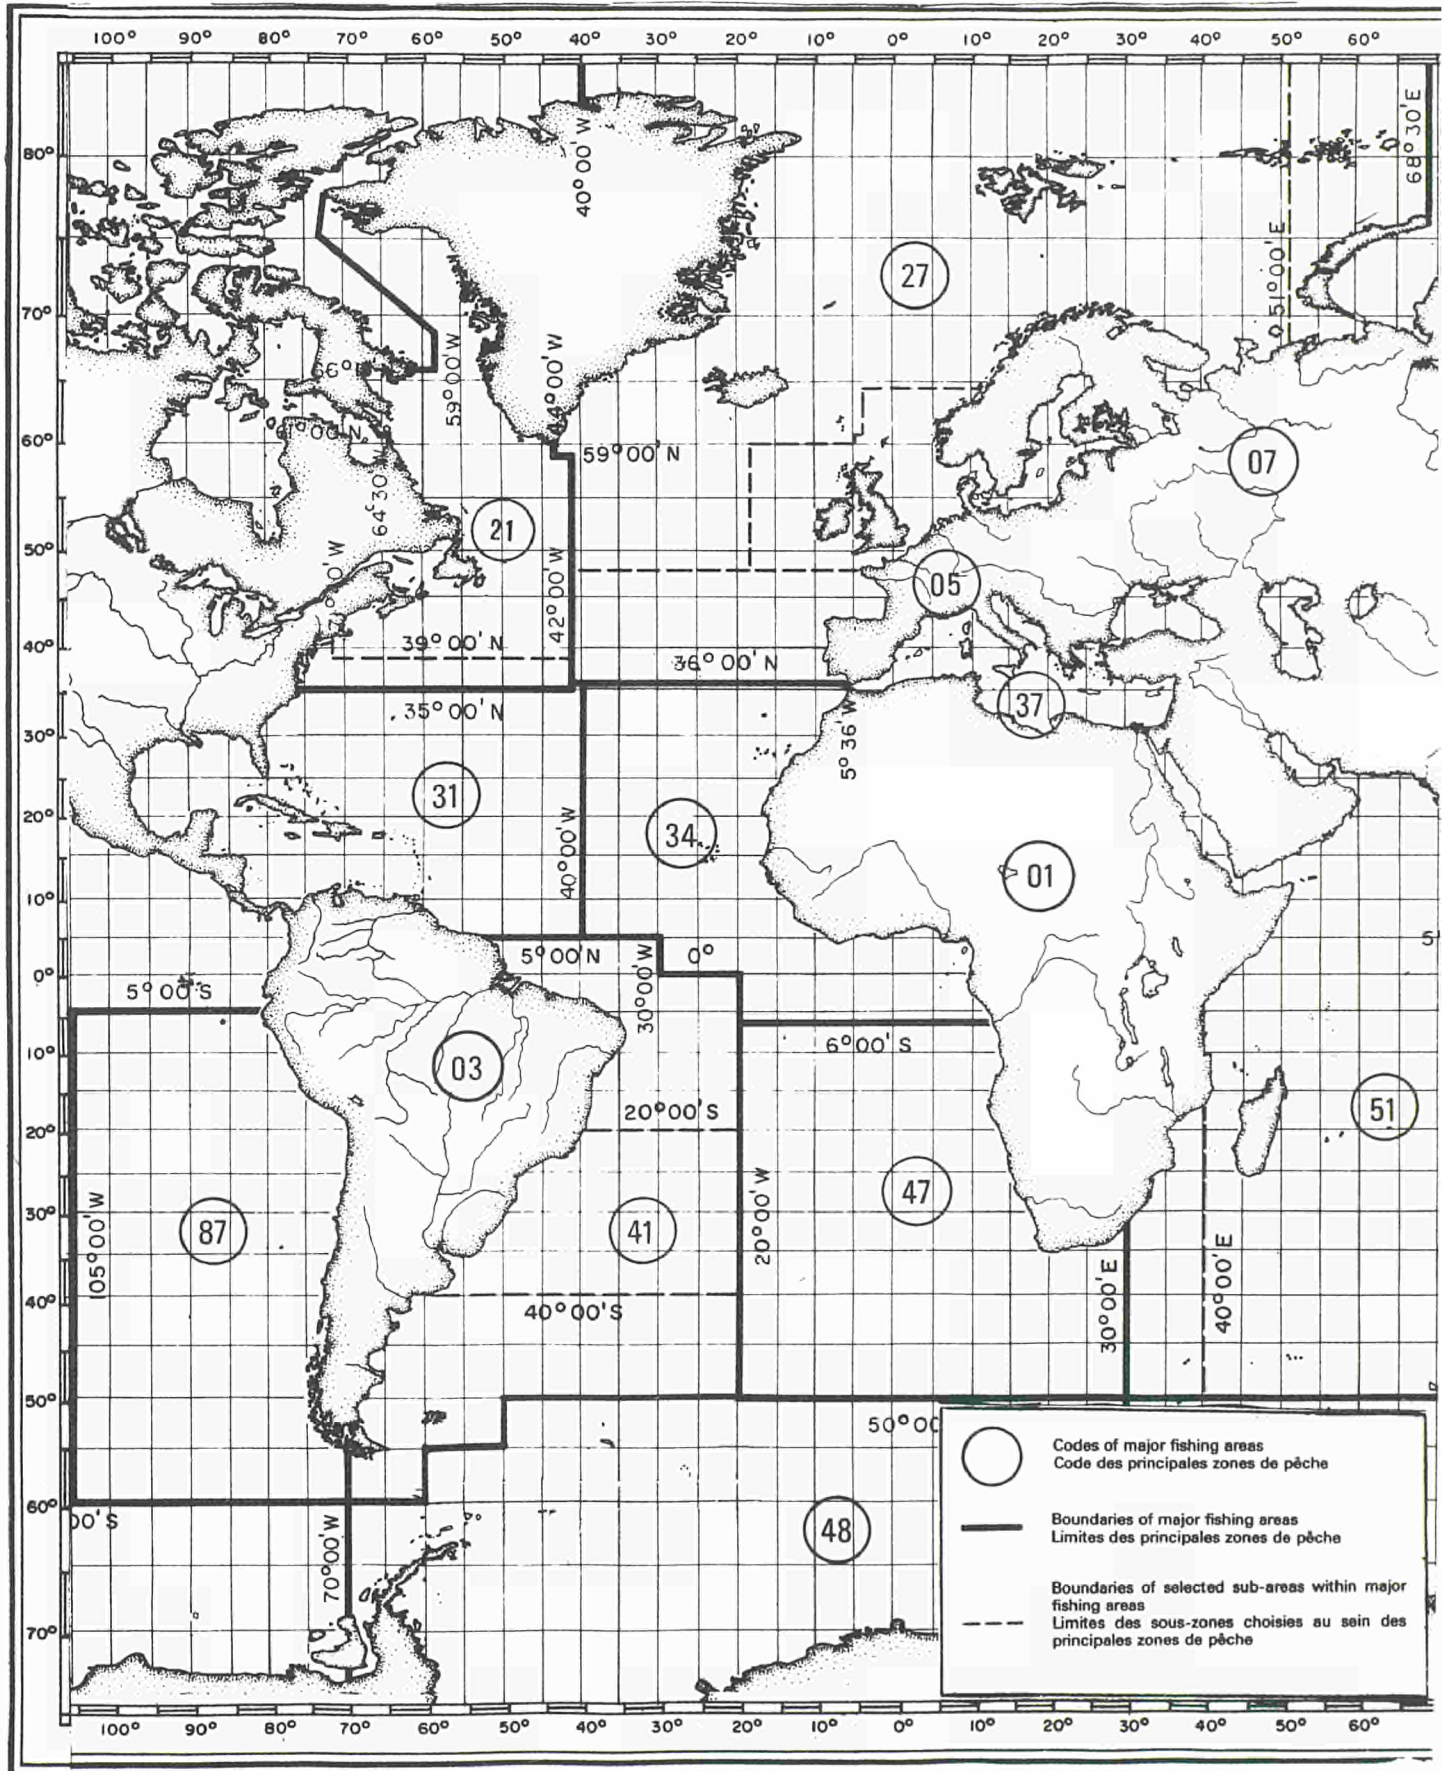 100° 90° 80° 70° 60° 50° 40° 30° 20° 10° 0° 10° 20° 30° 40° 50° 60°
68°30'E
40°00'W
80°
51°00'E
27
70°
59°00'W
44°00'W
66°
60°
59°00'N
07
64°30'W
21
50°
42°00'W
05
39°00'N
40°
36°00'N
37
35°00'N
30°
5°36'W
31
20°
34
40°00'W
01
10°
5°00'N
0°
30°00'W
5°
0°
5°00'S
6°00'S
10°
03
20°00'S
51
20°
47
105°00'W
20°00'W
30°
87
41
30°00'E
40°00'E
40°
40°00'S
50°
50°00
Codes of major fishing areas
Code des principales zones de pêche
60°
00'S
48
Boundaries of major fishing areas
Limites des principales zones de pêche
70°00'W
Boundaries of selected sub-areas within major
fishing areas
Limites des sous-zones choisies au sein des
principales zones de pêche
70°
100° 90° 80° 70° 60° 50° 40° 30° 20° 10° 0° 10° 20° 30° 40° 50° 60°